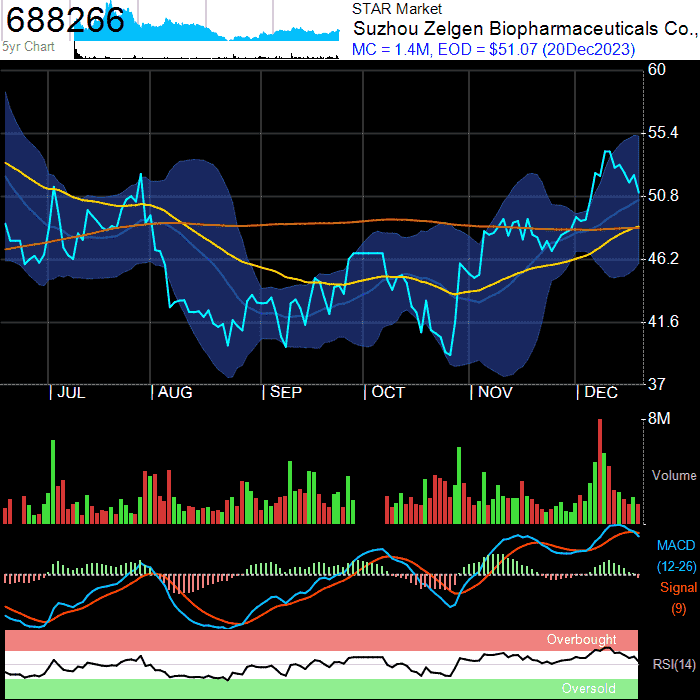 688266
5yr Chart
STAR Market
Suzhou Zelgen Biopharmaceuticals Co.,
MC = 1.4M, EOD = $51.07 (20Dec2023)
60
55.4
50.8
46.2
41.6
37
JUL AUG SEP OCT NOV DEC
8M
Volume
MACD
(12-26)
Signal
(9)
Overbought
RSI(14)
Oversold